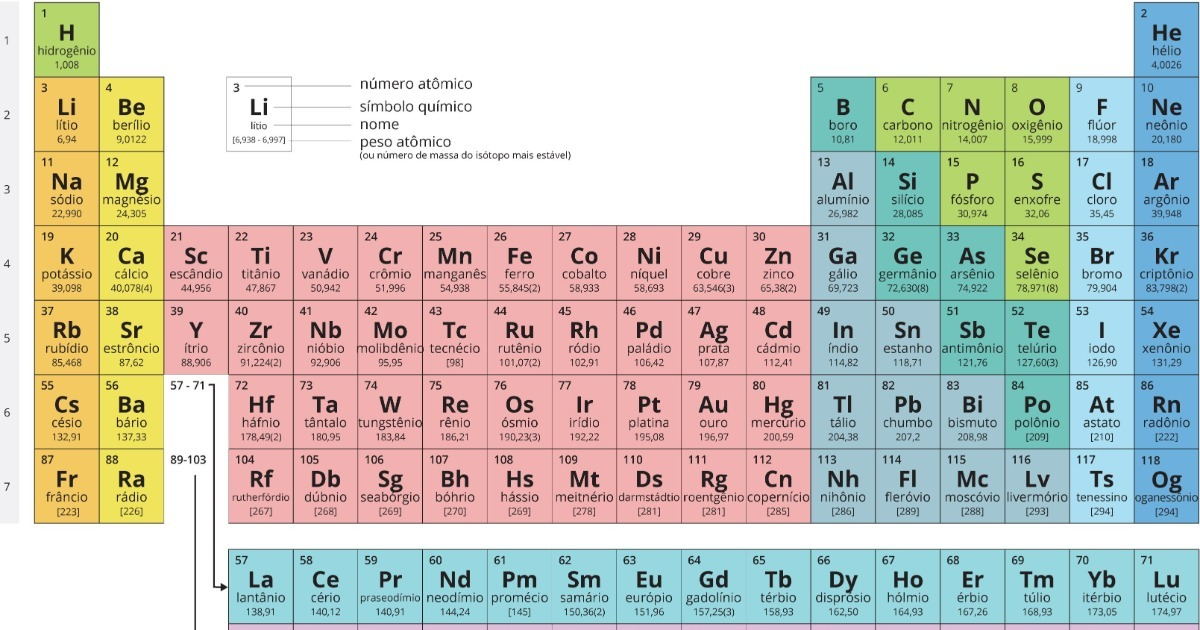 1 2
1 H He
hidrogênio hélio
1,008 4,0026
3 4 3 número atômico 5 6 7 8 9 10
2 Li Be Li símbolo químico B C N O F Ne
lítio berílio lítio nome boro carbono nitrogênio oxigênio flúor neônio
6,94 9,0122 [6,938 - 6,997] peso atômico 10,81 12,011 14,007 15,999 18,998 20,180
(ou número de massa do isótopo mais estável)
11 12 13 14 15 16 17 18
3 Na Mg Al Si P S Cl Ar
sódio magnésio alumínio silício fósforo enxofre cloro argônio
22,990 24,305 26,982 28,085 30,974 32,06 35,45 39,948
19 20 21 22 23 24 25 26 27 28 29 30 31 32 33 34 35 36
4 K Ca Sc Ti V Cr Mn Fe Co Ni Cu Zn Ga Ge As Se Br Kr
potássio cálcio escândio titânio vanádio crômio manganês ferro cobalto níquel cobre zinco gálio germânio arsênio selênio bromo criptônio
39,098 40,078(4) 44,956 47,867 50,942 51,996 54,938 55,845(2) 58,933 58,693 63,546(3) 65,38(2) 69,723 72,630(8) 74,922 78,971(8) 79,904 83,798(2)
37 38 39 40 41 42 43 44 45 46 47 48 49 50 51 52 53 54
5 Rb Sr Y Zr Nb Mo Tc Ru Rh Pd Ag Cd In Sn Sb Te I Xe
rubídio estrôncio ítrio zircônio nióbio molibdênio tecnécio rutênio ródio paládio prata cádmio índio estanho antimônio telúrio iodo xenônio
85,468 87,62 88,906 91,224(2) 92,906 95,95 [98] 101,07(2) 102,91 106,42 107,87 112,41 114,82 118,71 121,76 127,60(3) 126,90 131,29
55 56 57 - 71 72 73 74 75 76 77 78 79 80 81 82 83 84 85 86
6 Cs Ba Hf Ta W Re Os Ir Pt Au Hg Tl Pb Bi Po At Rn
césio bário háfnio tântalo tungstênio rênio ósmio irídio platina ouro mercúrio tálio chumbo bismuto polônio astato radônio
132,91 137,33 178,49(2) 180,95 183,84 186,21 190,23(3) 192,22 195,08 196,97 200,59 204,38 207,2 208,98 [209] [210] [222]
87 88 89-103 104 105 106 107 108 109 110 111 112 113 114 115 116 117 118
7 Fr Ra Rf Db Sg Bh Hs Mt Ds Rg Cn Nh Fl Mc Lv Ts Og
frâncio rádio rutherfórdio dúbnio seabórgio bóhrio hássio meitnério darmstádtio roentgênio copernício nihônio fleróvio moscóvio livermório tenessino oganessônio
[223] [226] [267] [268] [269] [270] [269] [278] [281] [281] [285] [286] [289] [288] [293] [294] [294]
57 58 59 60 61 62 63 64 65 66 67 68 69 70 71
La Ce Pr Nd Pm Sm Eu Gd Tb Dy Ho Er Tm Yb Lu
lantânio cério praseodímio neodímio promécio samário európio gadolínio térbio disprósio hólmio érbio túlio itérbio lutécio
138,91 140,12 140,91 144,24 [145] 150,36(2) 151,96 157,25(3) 158,93 162,50 164,93 167,26 168,93 173,05 174,97